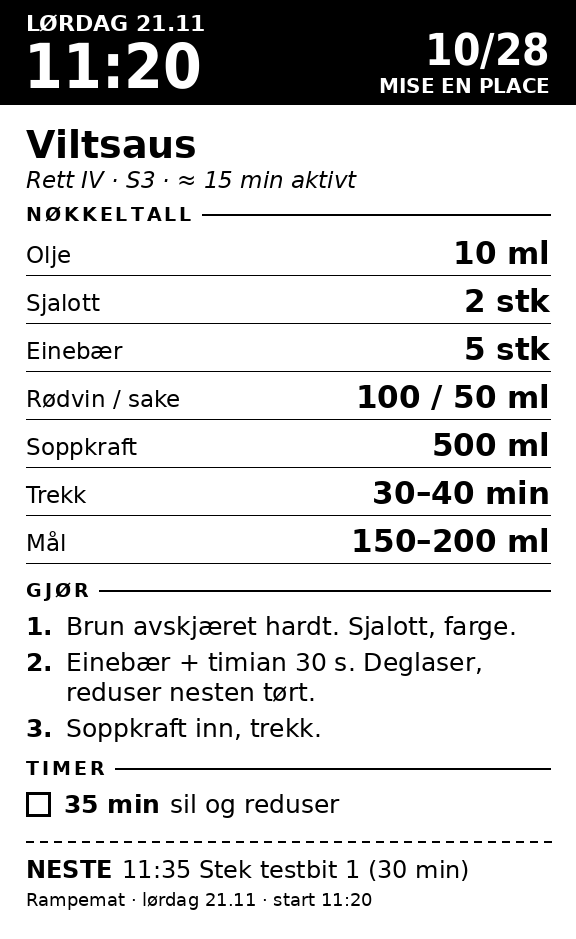 LØRDAG 21.11
11:20
10/28
MISE EN PLACE
Viltsaus
Rett IV · S3 · ≈ 15 min aktivt
NØKKELTALL
Olje 10 ml
Sjalott 2 stk
Einebær 5 stk
Rødvin / sake 100 / 50 ml
Soppkraft 500 ml
Trekk 30–40 min
Mål 150–200 ml
GJØR
1. Brun avskjæret hardt. Sjalott, farge.
2. Einebær + timian 30 s. Deglaser,
reduser nesten tørt.
3. Soppkraft inn, trekk.
TIMER
35 min sil og reduser
NESTE 11:35 Stek testbit 1 (30 min)
Rampemat · lørdag 21.11 · start 11:20